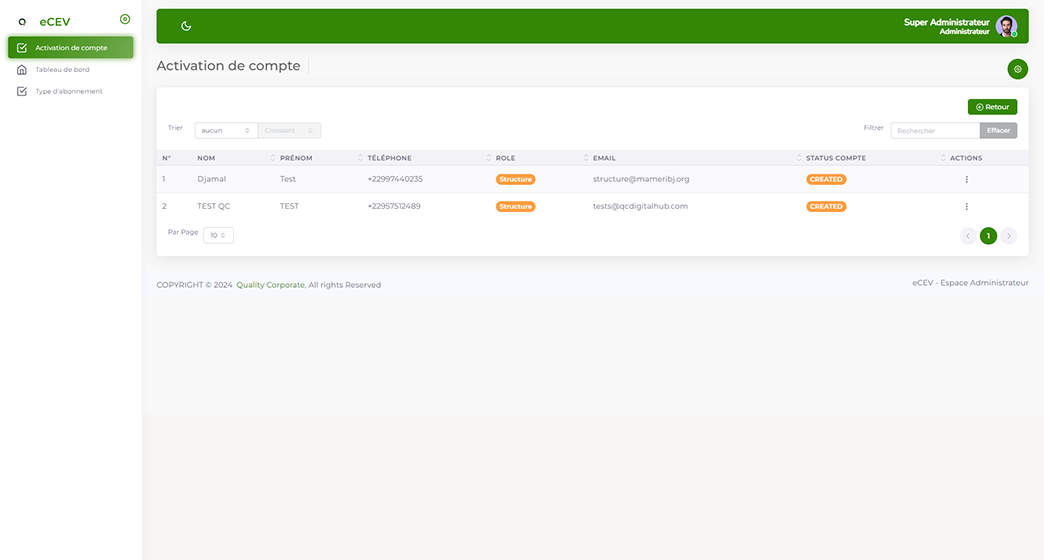 eCEV
Activation de compte
Tableau de bord
Type d'abonnement
Super Administrateur
Administrateur
Activation de compte
Retour
Trier aucun Croissant Filtrer Rechercher Effacer
N° NOM PRÉNOM TÉLÉPHONE ROLE EMAIL STATUS COMPTE ACTIONS
1 Djamal Test +22997440235 Structure structure@mameribj.org CREATED
2 TEST QC TEST +22957512489 Structure tests@qcdigitalhub.com CREATED
Par Page 10 1
COPYRIGHT © 2024 Quality Corporate, All rights Reserved eCEV - Espace Administrateur